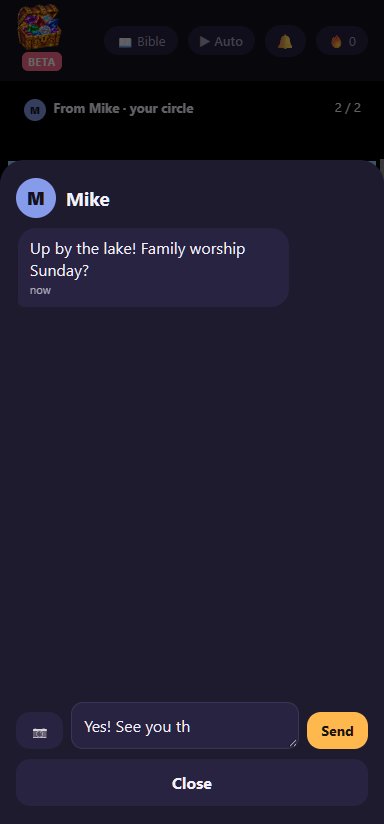 Bible
Auto
0
BETA
M From Mike · your circle
2 / 2
M Mike
Up by the lake! Family worship
Sunday?
now
Yes! See you th
Send
Close